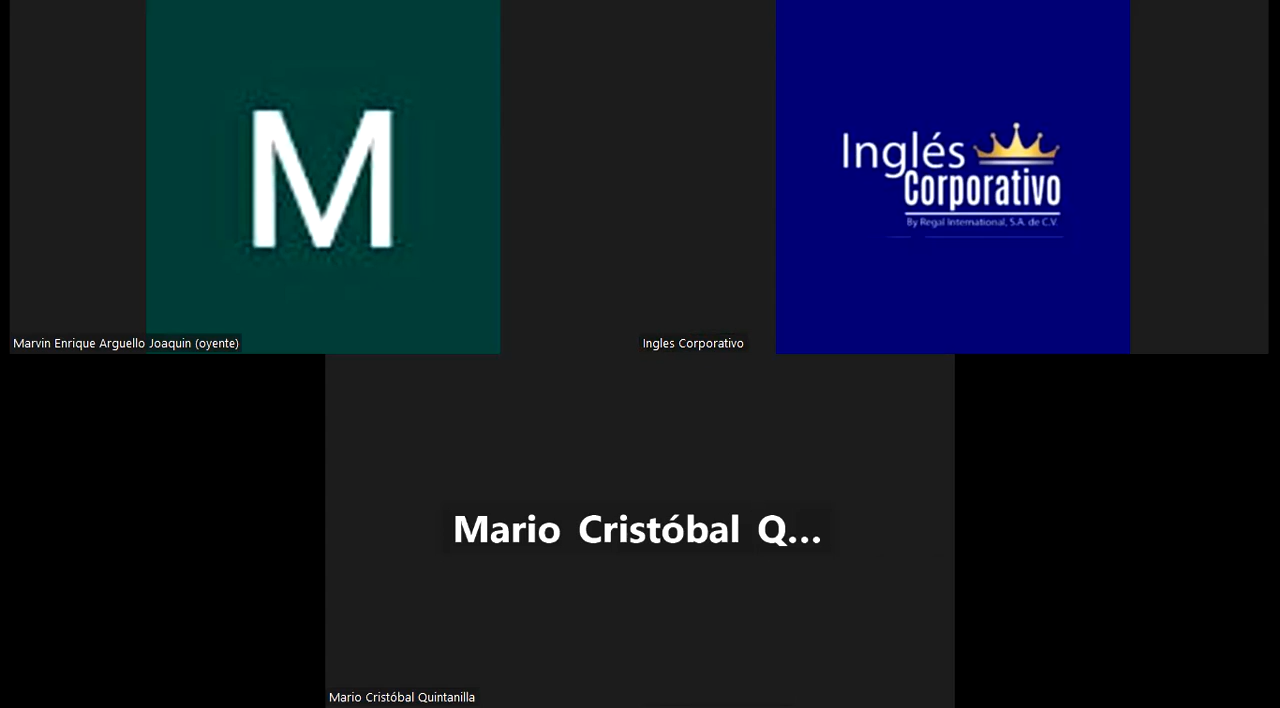 M
Marvin Enrique Arguello Joaquin (oyente)
Inglés
Corporativo
By Regal International, S.A. de C.V.
Ingles Corporativo
Mario Cristóbal Q...
Mario Cristóbal Quintanilla